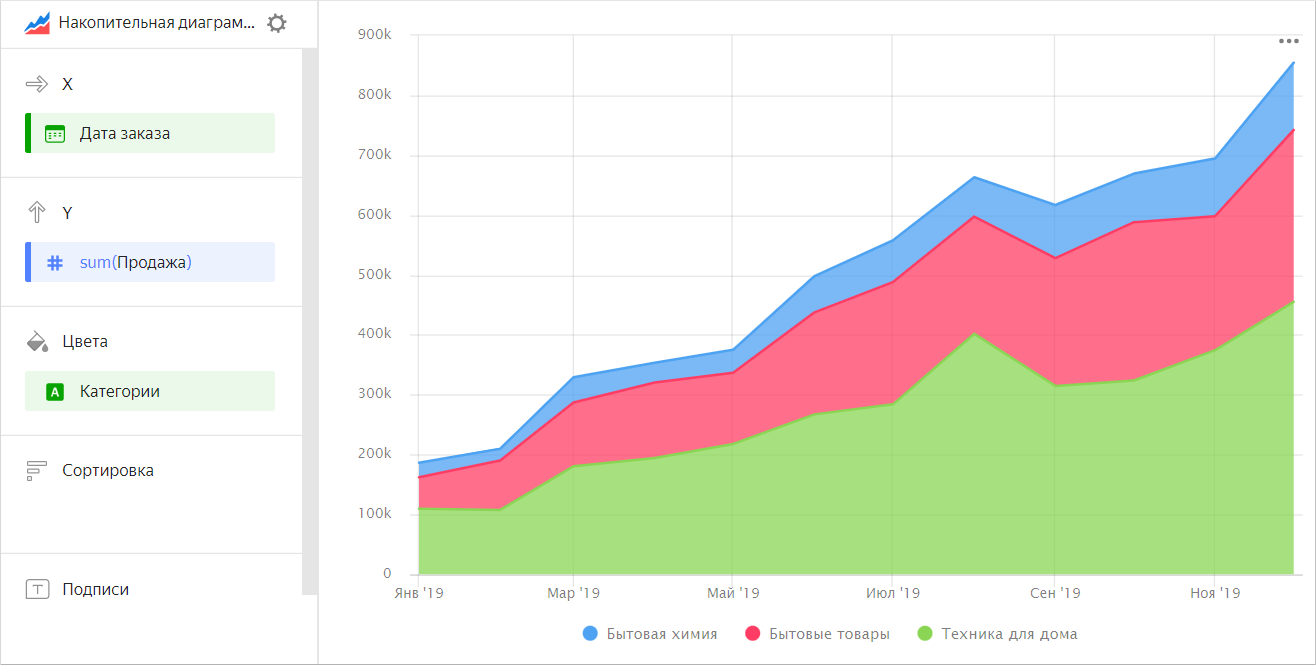 Накопительная диаграм...
X
Дата заказа
Y
sum(Продажа)
Цвета
A Категории
Сортировка
T Подписи
900k
800k
700k
600k
500k
400k
300k
200k
100k
0
Янв '19 Мар '19 Май '19 Июл '19 Сен '19 Ноя '19
Бытовая химия Бытовые товары Техника для дома